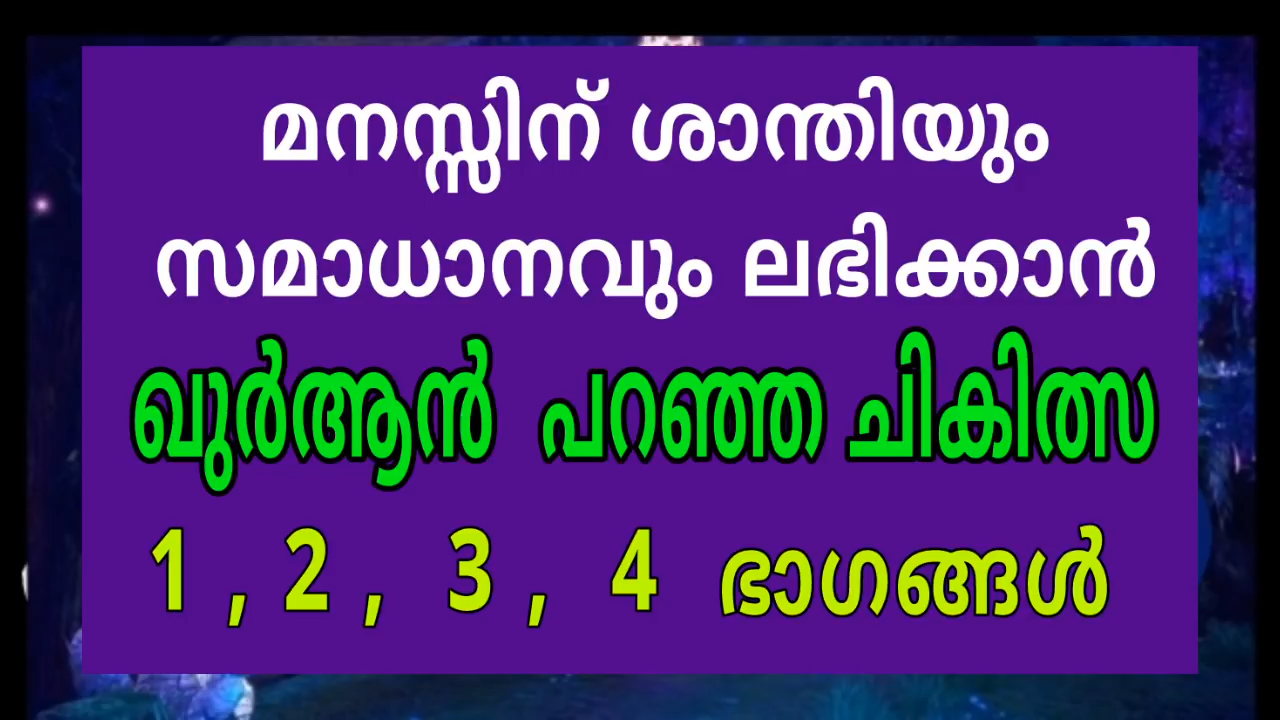 മനസ്സിന് ശാന്തിയും
സമാധാനവും ലഭിക്കാൻ
ഖുർആൻ പറഞ്ഞ ചികിത്സ
1 , 2 , 3 , 4 ഭാഗങ്ങൾ